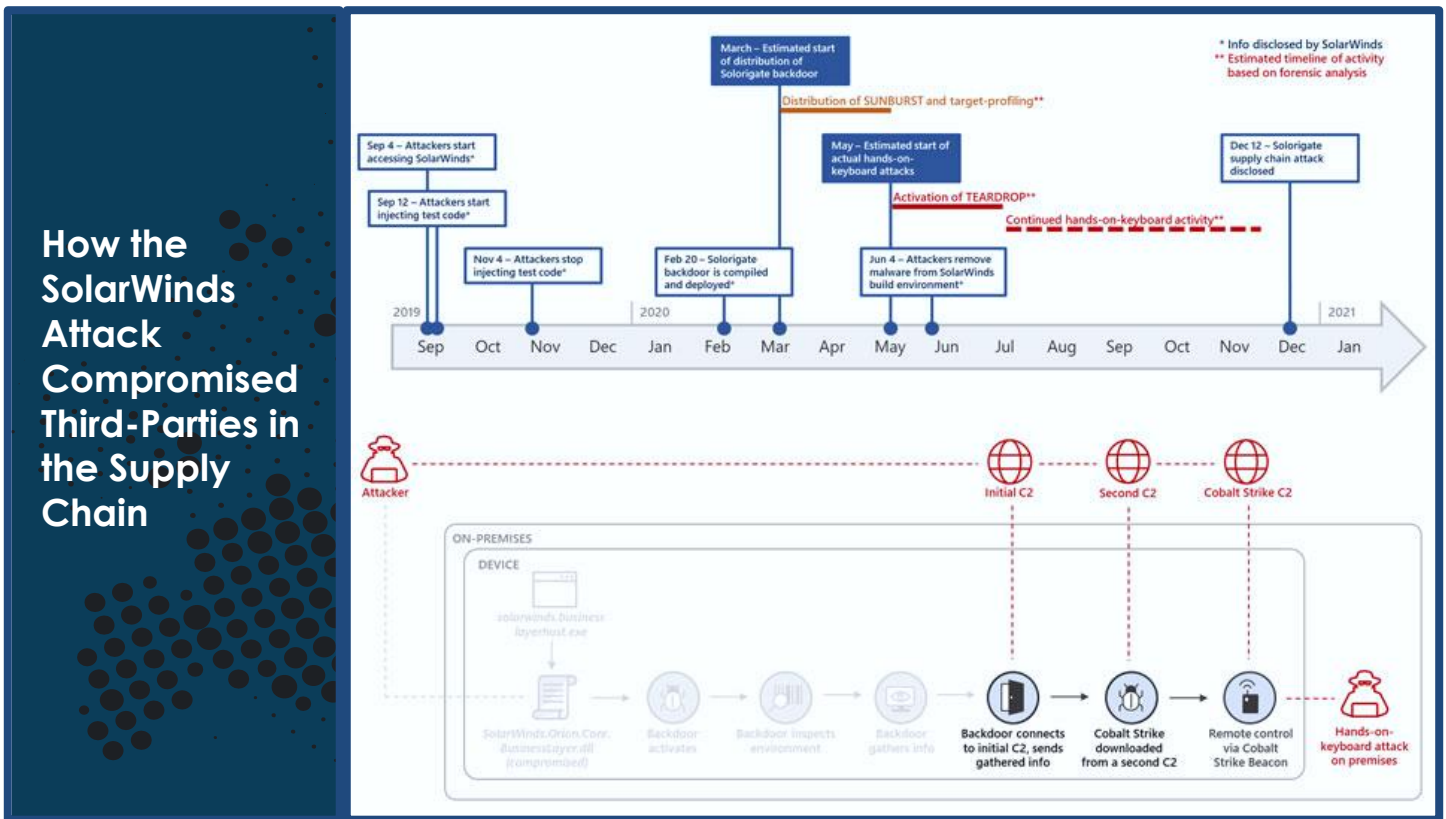 How the
SolarWinds
Attack
Compromised
Third-Parties in
the Supply
Chain
* Info disclosed by SolarWinds
** Estimated timeline of activity
based on forensic analysis
March – Estimated start
of distribution of
Solorigate backdoor
Distribution of SUNBURST and target-profiling**
Sep 4 – Attackers start
accessing SolarWinds*
May – Estimated start of
actual hands-on-
keyboard attacks
Dec 12 – Solorigate
supply chain attack
disclosed
Sep 12 – Attackers start
injecting test code*
Activation of TEARDROP**
Continued hands-on-keyboard activity**
Nov 4 – Attackers stop
injecting test code*
Feb 20 – Solorigate
backdoor is compiled
and deployed*
Jun 4 – Attackers remove
malware from SolarWinds
build environment*
2019
2020
2021
Sep Oct Nov Dec Jan Feb Mar Apr May Jun Jul Aug Sep Oct Nov Dec Jan
Attacker
Initial C2
Second C2
Cobalt Strike C2
ON-PREMISES
DEVICE
solarwinds.business
layerhost.exe
SolarWinds.Orion.Core.
BusinessLayer.dll
(compromised)
Backdoor
activates
Backdoor inspects
environment
Backdoor
gathers info
Backdoor connects
to initial C2, sends
gathered info
Cobalt Strike
downloaded
from a second C2
Remote control
via Cobalt
Strike Beacon
Hands-on-
keyboard attack
on premises